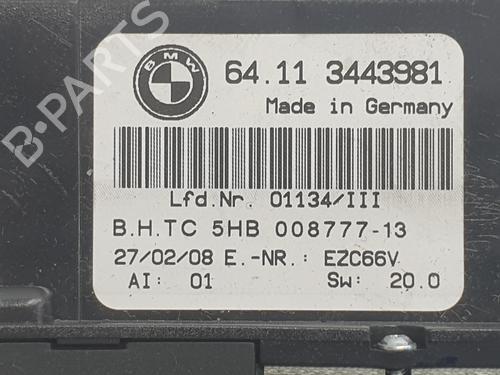 B-PARTS
BMW
64.11 3443981
Made in Germany
Lfd.Nr. 01134/III
B.H.TC 5HB 008777-13
27/02/08 E.-NR.: EZC66V
AI: 01 Sw: 20.0